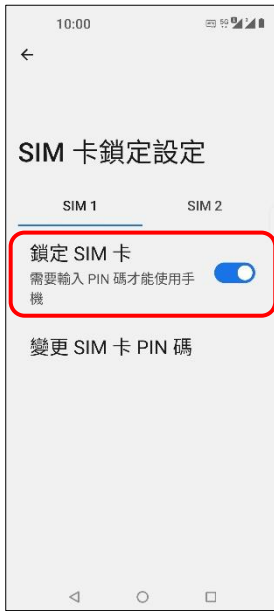 10:00
5G
SIM 卡鎖定設定
SIM 1 SIM 2
鎖定 SIM 卡
需要輸入 PIN 碼才能使用手
機
變更 SIM 卡 PIN 碼